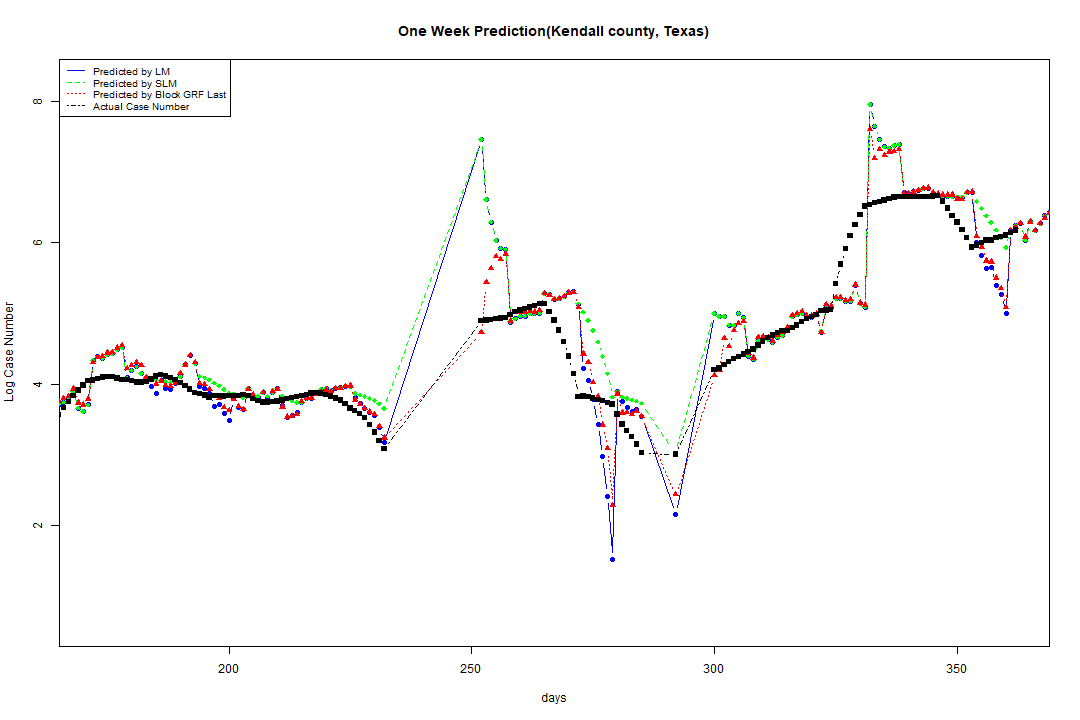 One Week Prediction(Kendall county, Texas)
Predicted by LM
Predicted by SLM
Predicted by Block GRF Last
Actual Case Number
8
6
4
2
Log Case Number
200
250
300
350
days